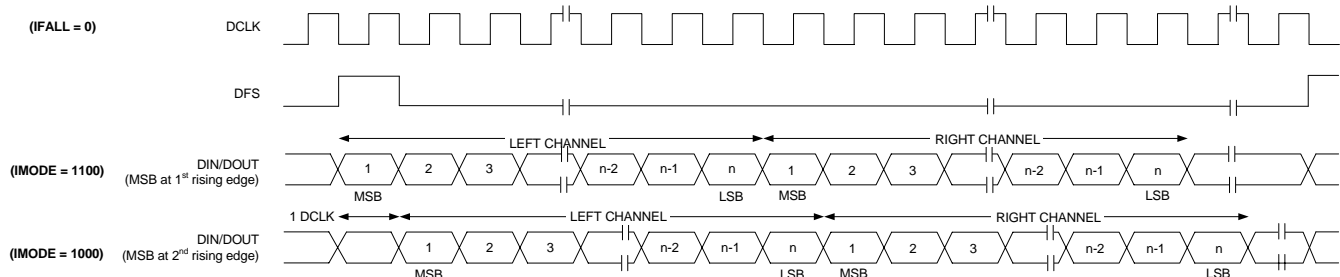 (IFALL = 0) DCLK
DFS
LEFT CHANNEL RIGHT CHANNEL
(IMODE = 1100) DIN/DOUT 1 2 3 n-2 n-1 n 1 2 3 n-2 n-1 n
(MSB at 1st rising edge)
MSB LSB MSB LSB
1 DCLK LEFT CHANNEL RIGHT CHANNEL
(IMODE = 1000) DIN/DOUT 1 2 3 n-2 n-1 n 1 2 3 n-2 n-1 n
(MSB at 2nd rising edge)
MSB LSB MSB LSB